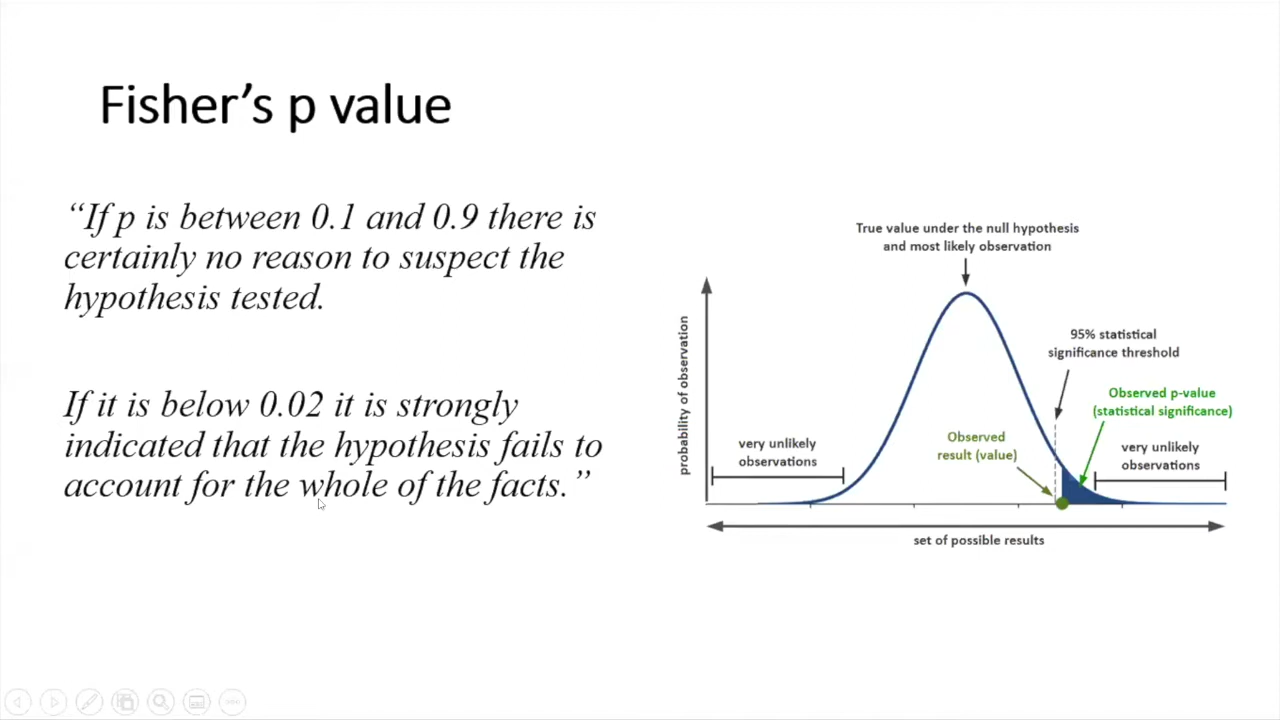 Fisher’s p value
“If p is between 0.1 and 0.9 there is
certainly no reason to suspect the
hypothesis tested.
If it is below 0.02 it is strongly
indicated that the hypothesis fails to
account for the whole of the facts.”
True value under the null hypothesis
and most likely observation
95% statistical
significance threshold
Observed p-value
(statistical significance)
Observed
result (value)
very unlikely
observations
very unlikely
observations
probability of observation
set of possible results